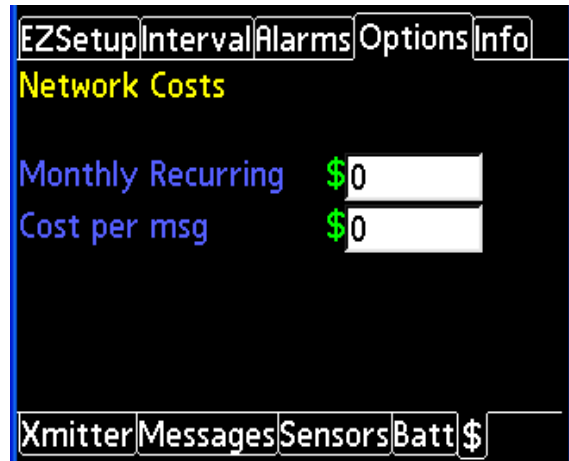 EZSetup Interval Alarms Options Info
Network Costs
Monthly Recurring $0
Cost per msg $0
Xmitter Messages Sensors Batt $